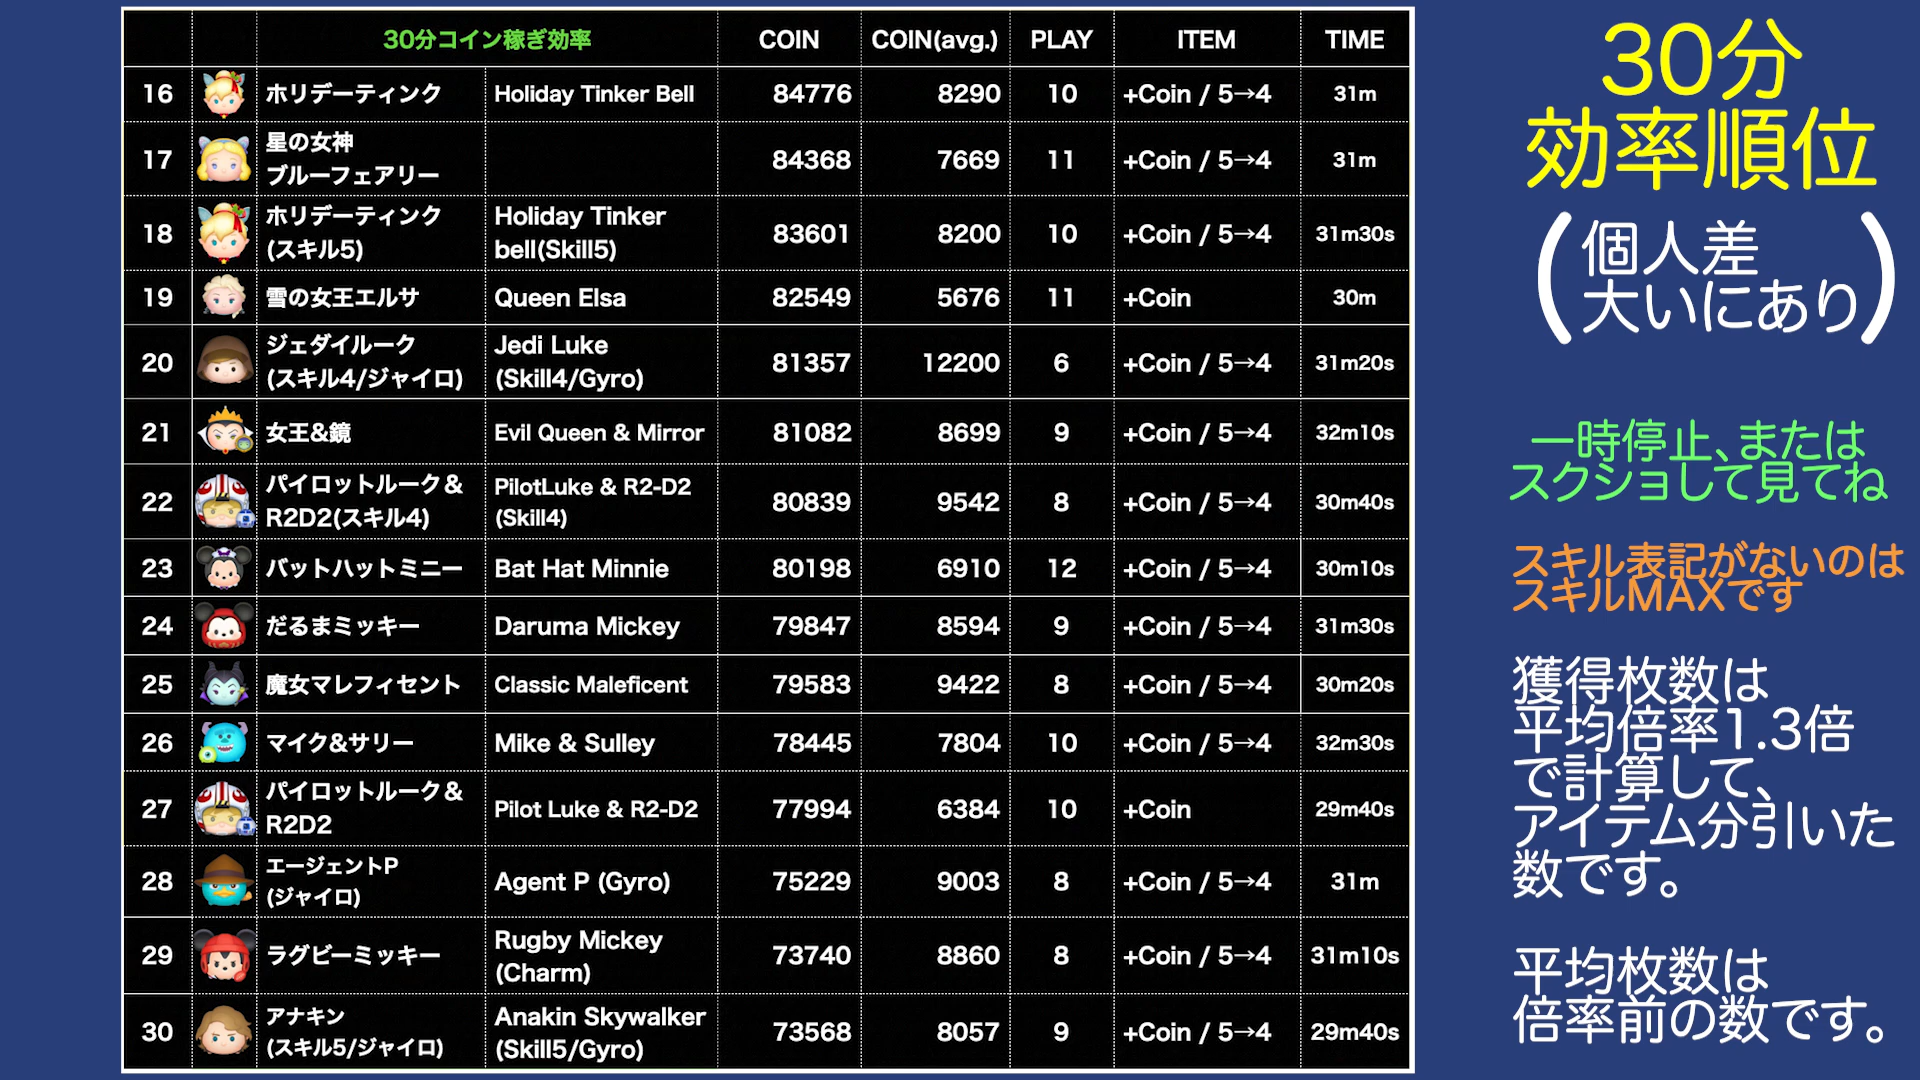 30分コイン稼ぎ効率 COIN COIN(avg.) PLAY ITEM TIME
16 ホリデーティンク Holiday Tinker Bell 84776 8290 10 +Coin / 5→4 31m
17 星の女神
ブルーフェアリー 84368 7669 11 +Coin / 5→4 31m
18 ホリデーティンク
(スキル5) Holiday Tinker
bell(Skill5) 83601 8200 10 +Coin / 5→4 31m30s
19 雪の女王エルサ Queen Elsa 82549 5676 11 +Coin 30m
20 ジェダイルーク
(スキル4/ジャイロ) Jedi Luke
(Skill4/Gyro) 81357 12200 6 +Coin / 5→4 31m20s
21 女王&鏡 Evil Queen & Mirror 81082 8699 9 +Coin / 5→4 32m10s
22 パイロットルーク&
R2D2(スキル4) PilotLuke & R2-D2
(Skill4) 80839 9542 8 +Coin / 5→4 30m40s
23 バットハットミニー Bat Hat Minnie 80198 6910 12 +Coin / 5→4 30m10s
24 だるまミッキー Daruma Mickey 79847 8594 9 +Coin / 5→4 31m30s
25 魔女マレフィセント Classic Maleficent 79583 9422 8 +Coin / 5→4 30m20s
26 マイク&サリー Mike & Sulley 78445 7804 10 +Coin / 5→4 32m30s
27 パイロットルーク&
R2D2 Pilot Luke & R2-D2 77994 6384 10 +Coin 29m40s
28 エージェントP
(ジャイロ) Agent P (Gyro) 75229 9003 8 +Coin / 5→4 31m
29 ラグビーミッキー Rugby Mickey
(Charm) 73740 8860 8 +Coin / 5→4 31m10s
30 アナキン
(スキル5/ジャイロ) Anakin Skywalker
(Skill5/Gyro) 73568 8057 9 +Coin / 5→4 29m40s
30分
効率順位
(個人差
大いにあり)
一時停止、または
スクショして見てね
スキル表記がないのは
スキルMAXです
獲得枚数は
平均倍率1.3倍
で計算して、
アイテム分引いた
数です。
平均枚数は
倍率前の数です。